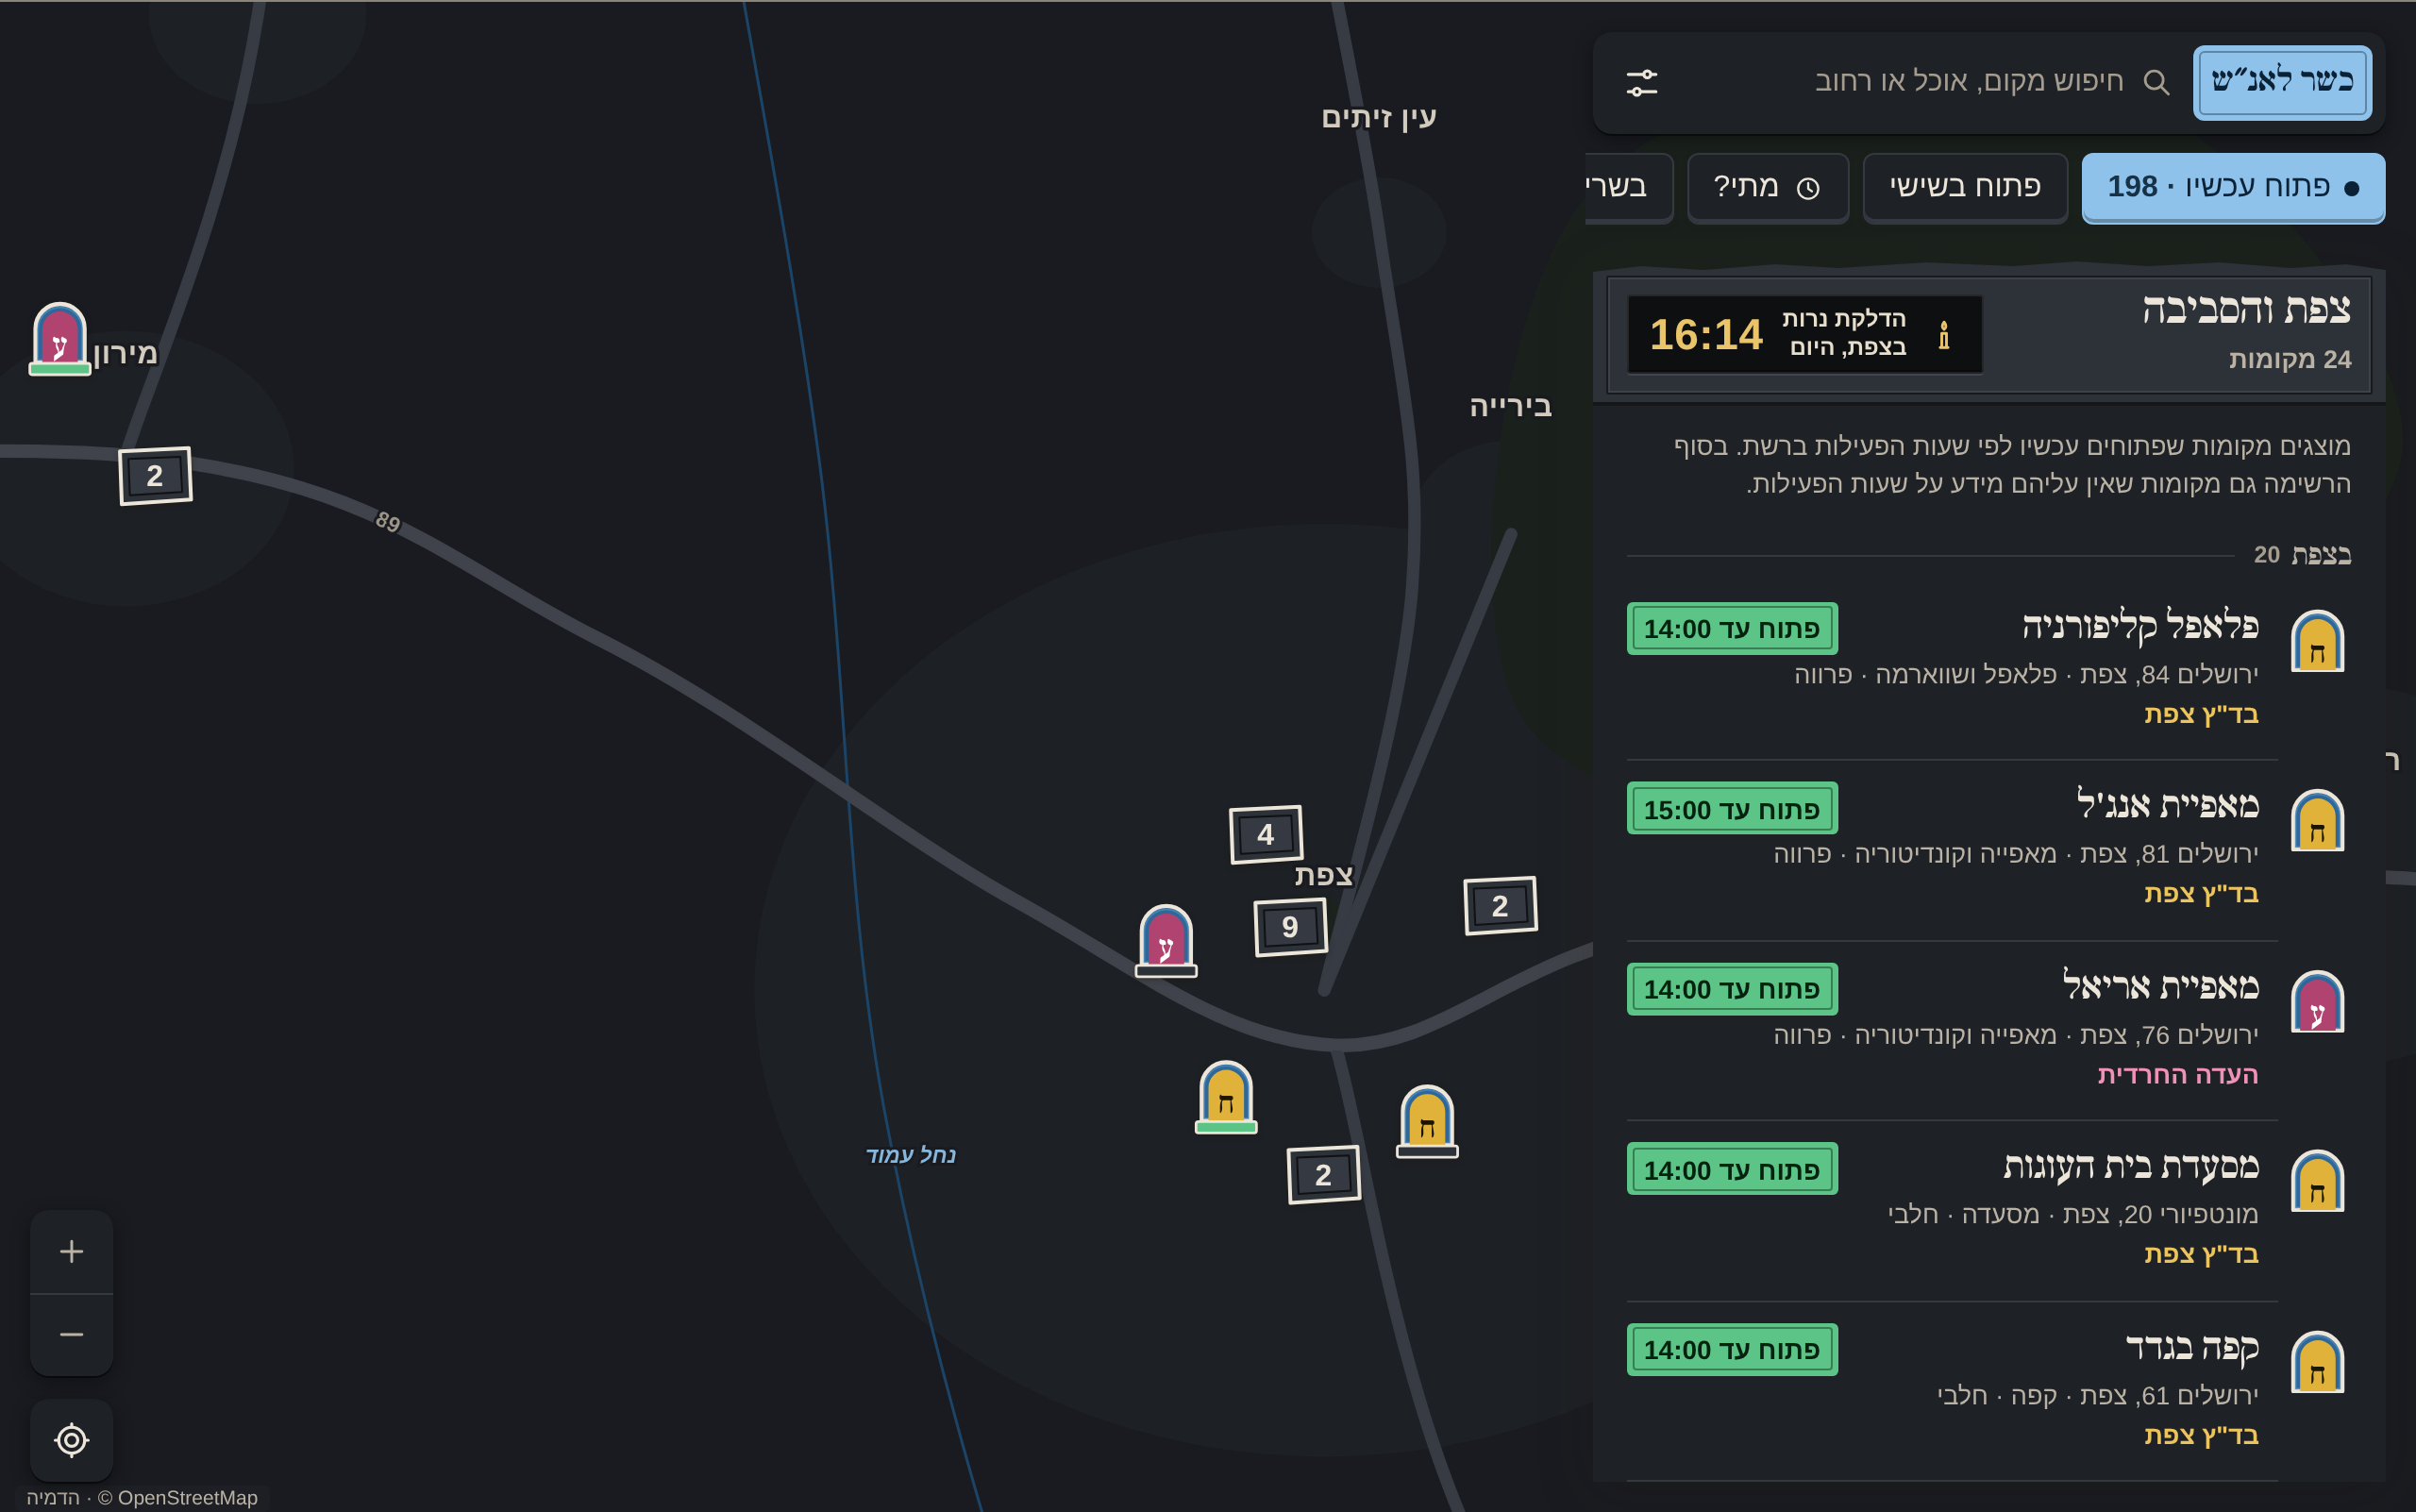 כשר לאנ״ש
חיפוש מקום, אוכל או רחוב
פתוח עכשיו · 198
פתוח בשישי
מתי?
בשרי
צפת והסביבה
24 מקומות
הדלקת נרות
בצפת, היום
16:14
מוצגים מקומות שפתוחים עכשיו לפי שעות הפעילות ברשת. בסוף
הרשימה גם מקומות שאין עליהם מידע על שעות הפעילות.
בצפת 20
ח
פלאפל קליפורניה
פתוח עד 14:00
ירושלים 84, צפת · פלאפל ושווארמה · פרווה
בד"ץ צפת
ח
מאפיית אנג'ל
פתוח עד 15:00
ירושלים 81, צפת · מאפייה וקונדיטוריה · פרווה
בד"ץ צפת
ע
מאפיית אריאל
פתוח עד 14:00
ירושלים 76, צפת · מאפייה וקונדיטוריה · פרווה
העדה החרדית
ח
מסעדת בית העוגות
פתוח עד 14:00
מונטפיורי 20, צפת · מסעדה · חלבי
בד"ץ צפת
ח
קפה בגדד
פתוח עד 14:00
ירושלים 61, צפת · קפה · חלבי
בד"ץ צפת
עין זיתים
ביריייה
מירון
ע
2
89
4
צפת
9
2
ע
ח
ח
2
נחל עמוד
+
−
הדמיה · © OpenStreetMap